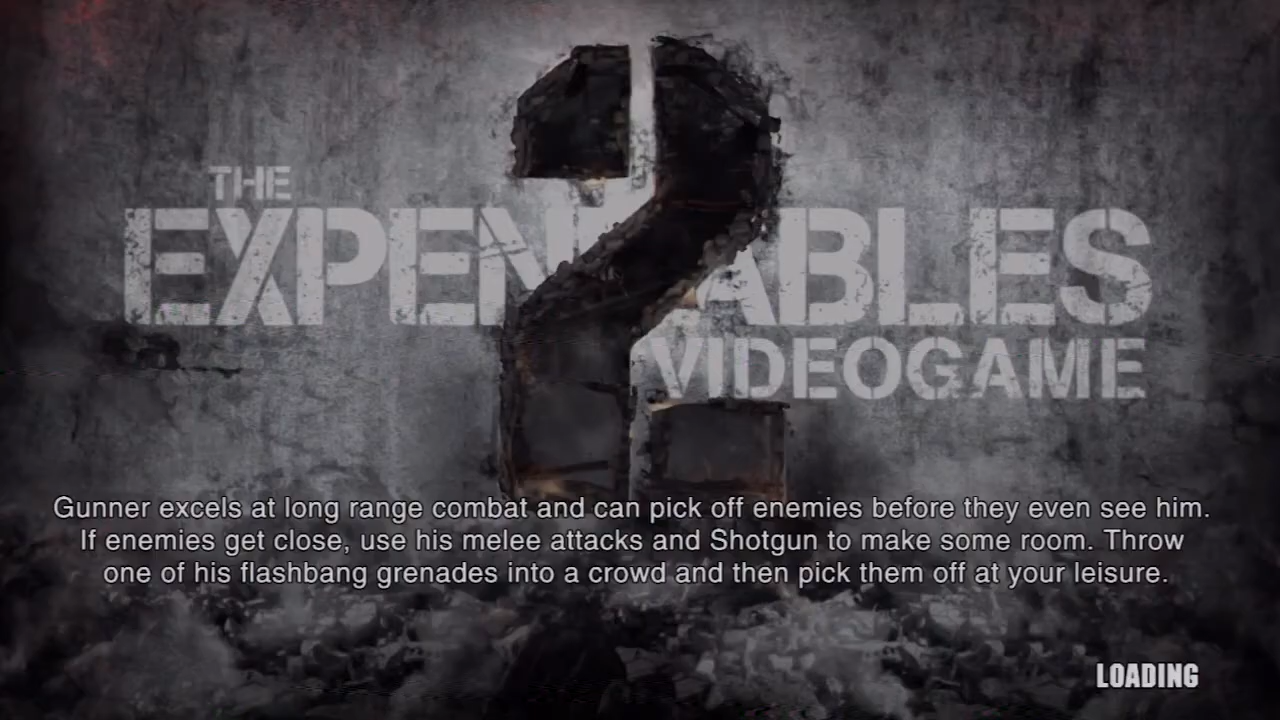 THE
EXPEN2ABLES
VIDEOGAME
Gunner excels at long range combat and can pick off enemies before they even see him.
If enemies get close, use his melee attacks and Shotgun to make some room. Throw
one of his flashbang grenades into a crowd and then pick them off at your leisure.
LOADING